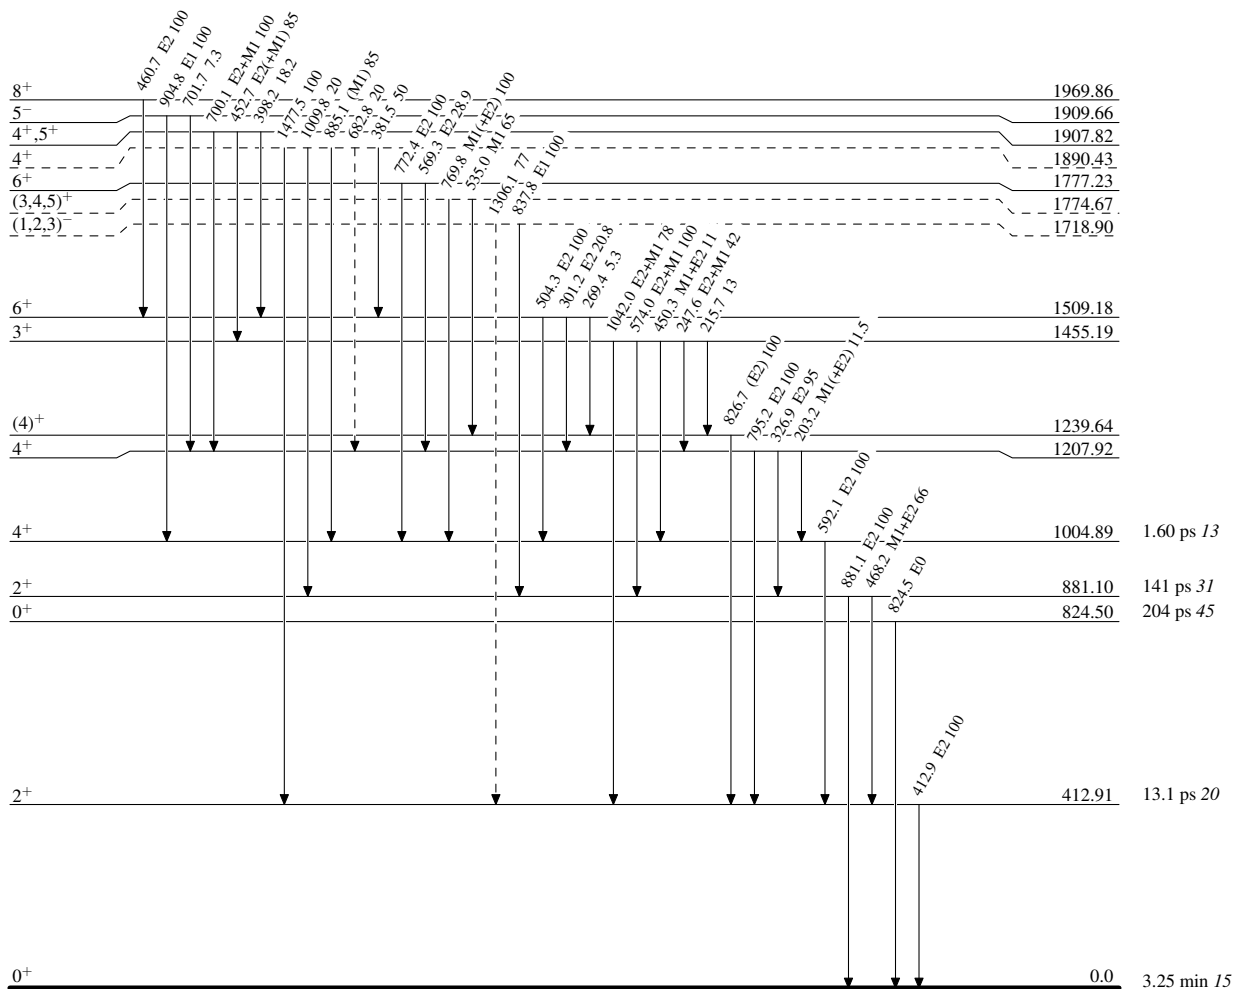 460.7 E2 100
904.8 E1 100
701.7 7.3
700.1 E2+M1 100
452.7 E2(+M1) 85
398.2 18.2
1477.5 100
1009.8 20
885.1 (M1) 85
682.8 20
381.5 50
772.4 E2 100
569.3 E2 28.9
769.8 M1(+E2) 100
535.0 M1 65
1306.1 77
837.8 E1 100
504.3 E2 100
301.2 E2 20.8
269.4 5.3
1042.0 E2+M1 78
574.0 E2+M1 100
450.3 M1+E2 11
247.6 E2+M1 42
215.7 13
826.7 (E2) 100
795.2 E2 100
326.9 E2 95
203.2 M1(+E2) 11.5
592.1 E2 100
881.1 E2 100
468.2 M1+E2 66
824.5 E0
412.9 E2 100
8⁺ 1969.86
5⁻ 1909.66
4⁺,5⁺ 1907.82
4⁺ 1890.43
6⁺ 1777.23
(3,4,5)⁺ 1774.67
(1,2,3)⁻ 1718.90
6⁺ 1509.18
3⁺ 1455.19
(4)⁺ 1239.64
4⁺ 1207.92
4⁺ 1004.89 1.60 ps 13
2⁺ 881.10 141 ps 31
0⁺ 824.50 204 ps 45
2⁺ 412.91 13.1 ps 20
0⁺ 0.0 3.25 min 15